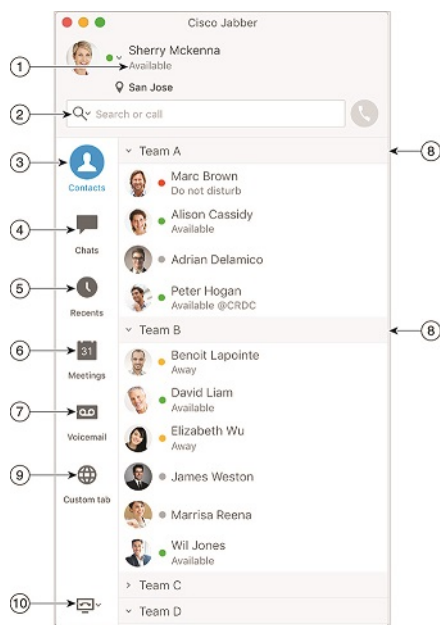 Cisco Jabber
Sherry Mckenna
1
Available
San Jose
2
Search or call
3
Contacts
Team A
8
Marc Brown
Do not disturb
4
Chats
Alison Cassidy
Available
Adrian Delamico
5
Recents
Peter Hogan
Available @CRDC
Team B
8
6
31
Meetings
Benoit Lapointe
Away
7
Voicemail
David Liam
Available
Elizabeth Wu
Away
9
Custom tab
James Weston
Marrisa Reena
Wil Jones
Available
Team C
10
Team D